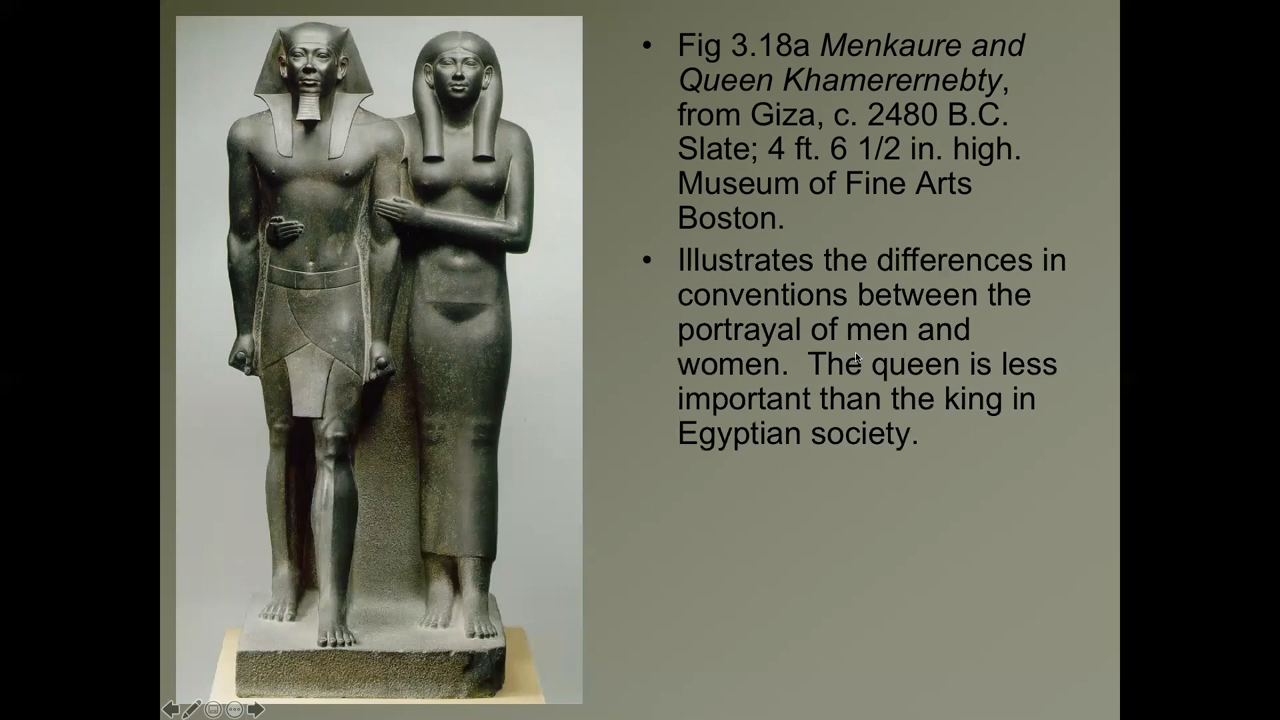 • Fig 3.18a Menkaure and
Queen Khamerernebty,
from Giza, c. 2480 B.C.
Slate; 4 ft. 6 1/2 in. high.
Museum of Fine Arts
Boston.
• Illustrates the differences in
conventions between the
portrayal of men and
women.  The queen is less
important than the king in
Egyptian society.